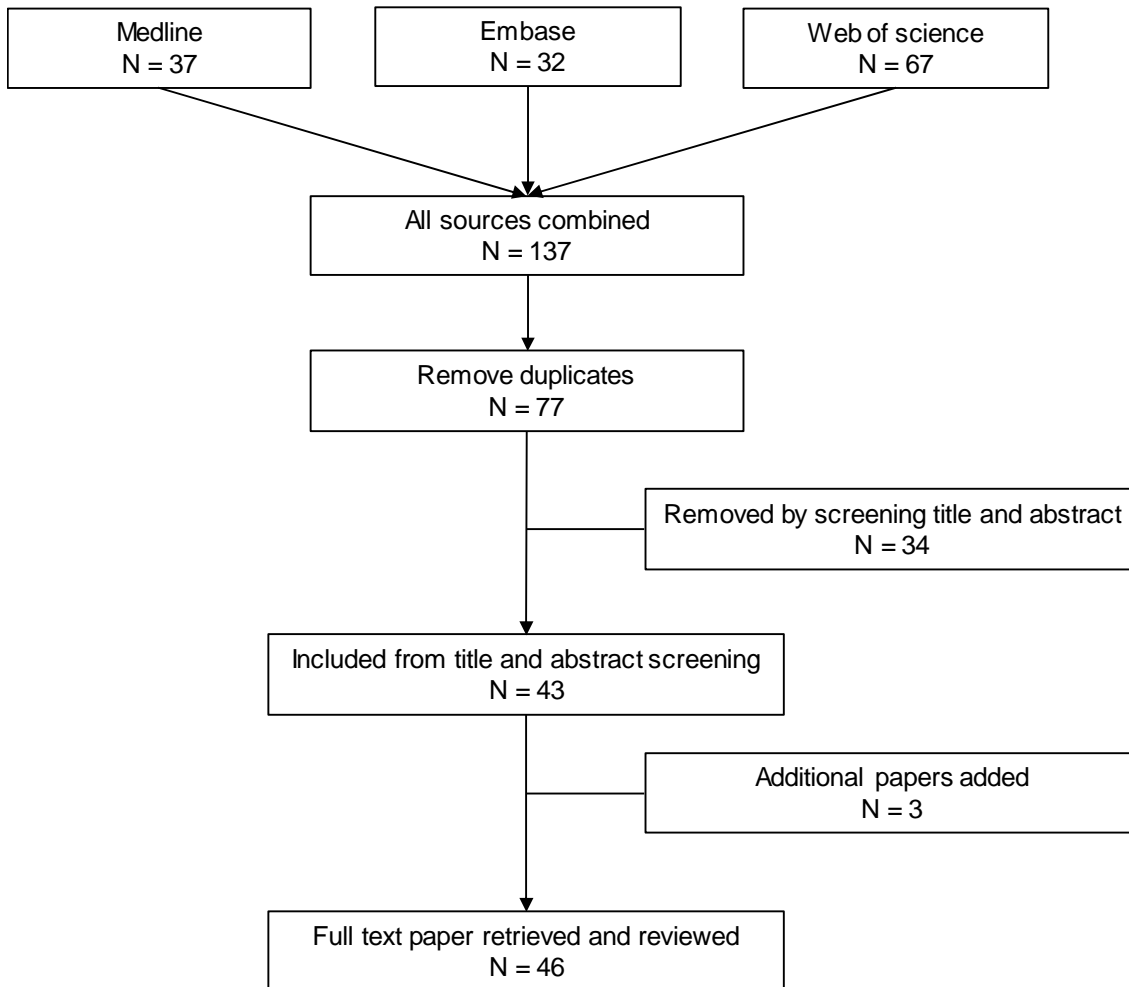 Medline
N = 37
Embase
N = 32
Web of science
N = 67
All sources combined
N = 137
Remove duplicates
N = 77
Removed by screening title and abstract
N = 34
Included from title and abstract screening
N = 43
Additional papers added
N = 3
Full text paper retrieved and reviewed
N = 46